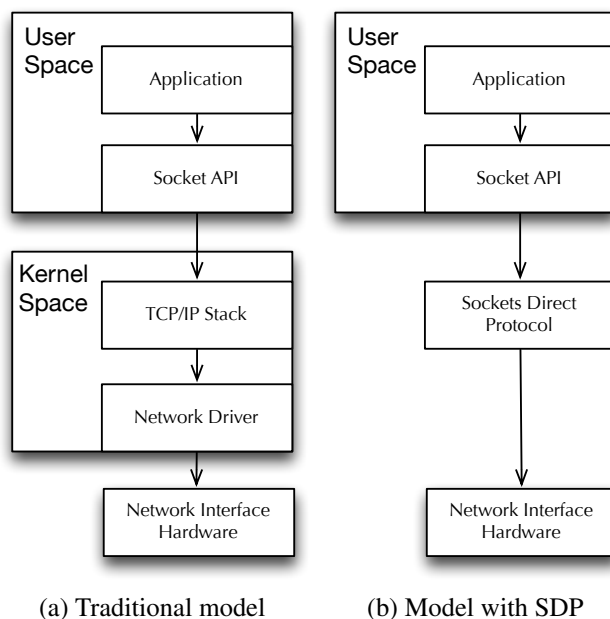 User
Space
Application
Socket API
Kernel
Space
TCP/IP Stack
Network Driver
Network Interface
Hardware
(a) Traditional model
User
Space
Application
Socket API
Sockets Direct
Protocol
Network Interface
Hardware
(b) Model with SDP